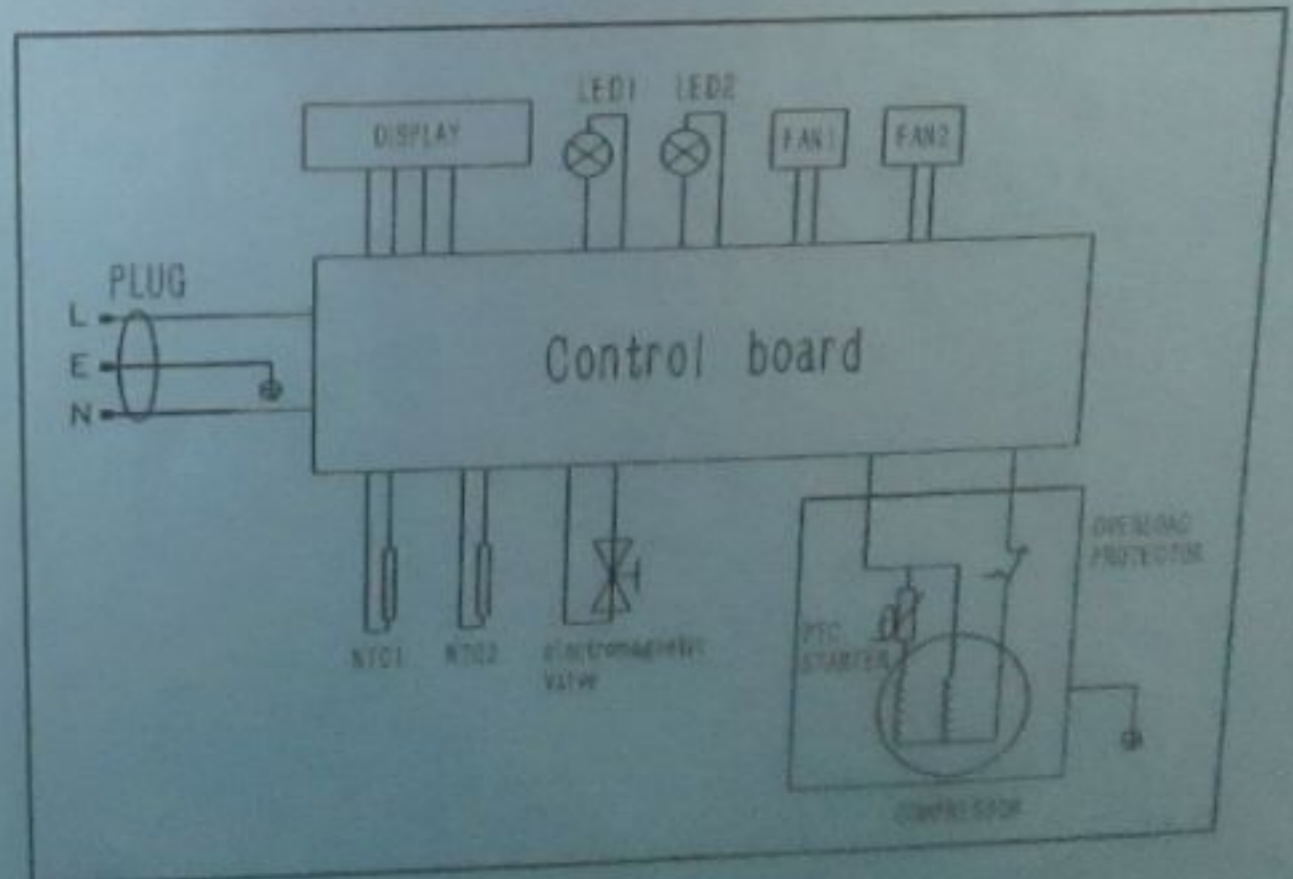 LED1 LED2
DISPLAY
FAN1
FAN2
PLUG
L
E
N
Control board
OVERLOAD
PROTECTOR
NTC1
NTC2
electromagnetic
valve
PTC
STARTER
COMPRESSOR